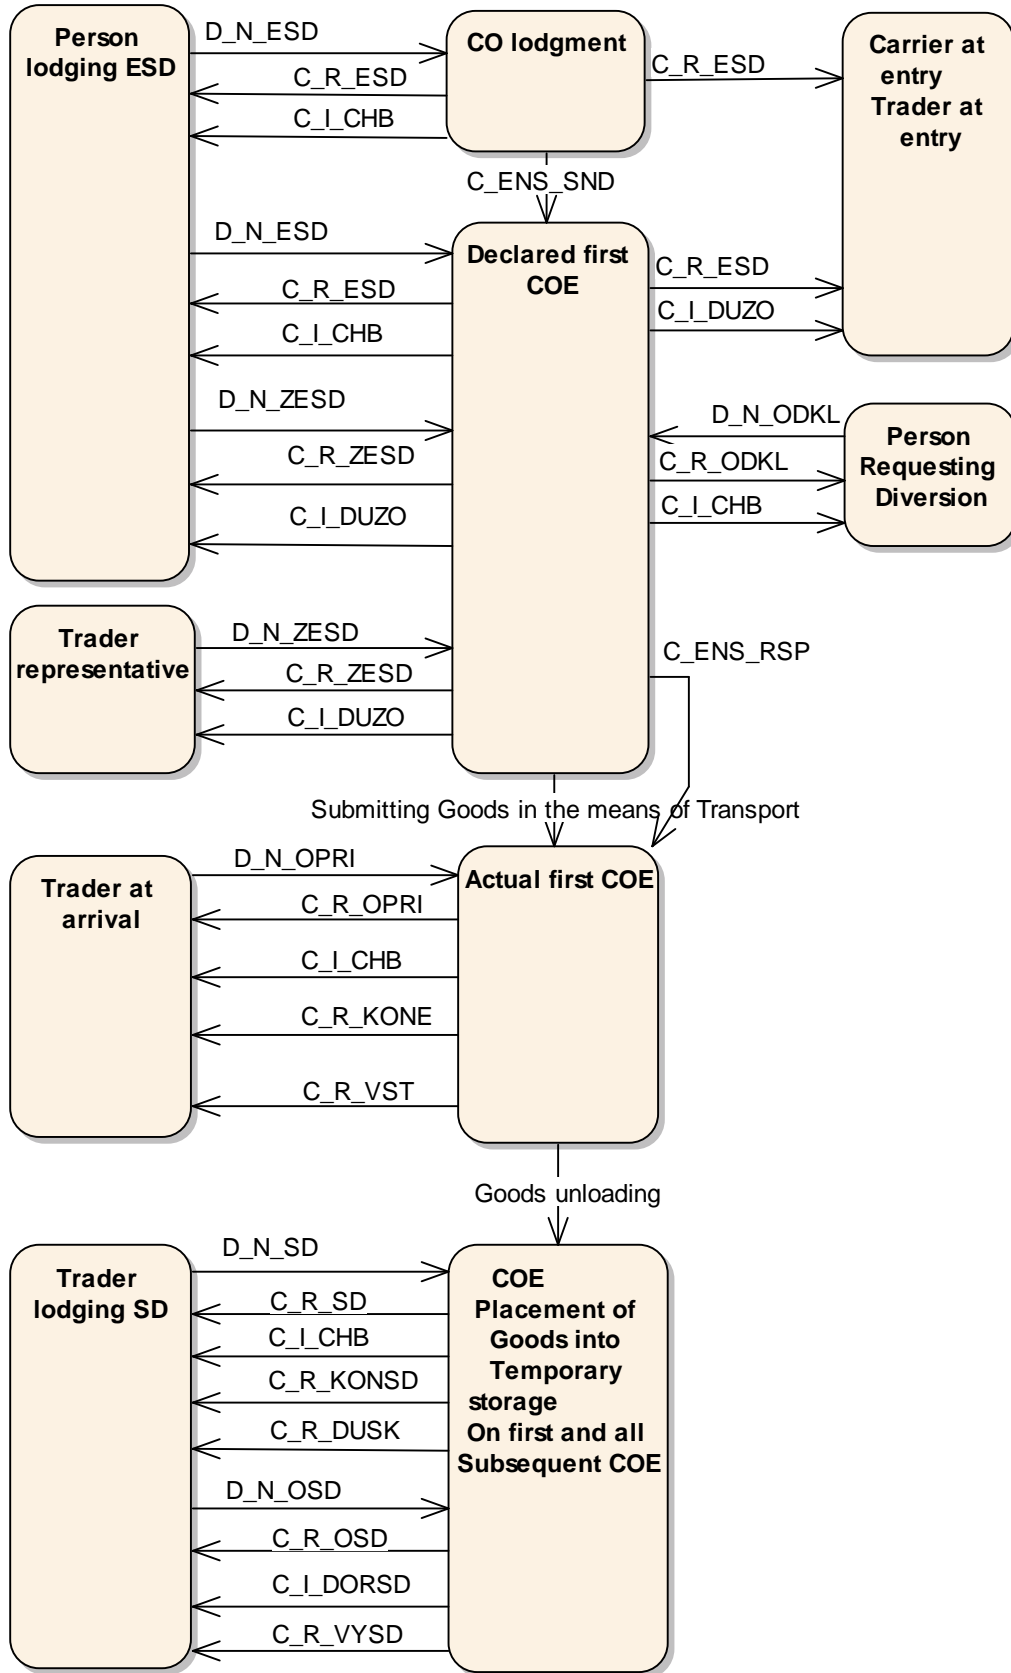 Person
lodging ESD
D_N_ESD
C_R_ESD
C_I_CHB
CO lodgment
C_R_ESD
Carrier at
entry
Trader at
entry
C_ENS_SND
D_N_ESD
C_R_ESD
C_I_CHB
D_N_ZESD
C_R_ZESD
C_I_DUZO
Declared first
COE
C_R_ESD
C_I_DUZO
D_N_ODKL
C_R_ODKL
C_I_CHB
Person
Requesting
Diversion
Trader
representative
D_N_ZESD
C_R_ZESD
C_I_DUZO
C_ENS_RSP
Submitting Goods in the means of Transport
Trader at
arrival
D_N_OPRI
C_R_OPRI
C_I_CHB
C_R_KONE
C_R_VST
Actual first COE
Goods unloading
Trader
lodging SD
D_N_SD
C_R_SD
C_I_CHB
C_R_KONSD
C_R_DUSK
D_N_OSD
C_R_OSD
C_I_DORSD
C_R_VYSD
COE
Placement of
Goods into
Temporary
storage
On first and all
Subsequent COE